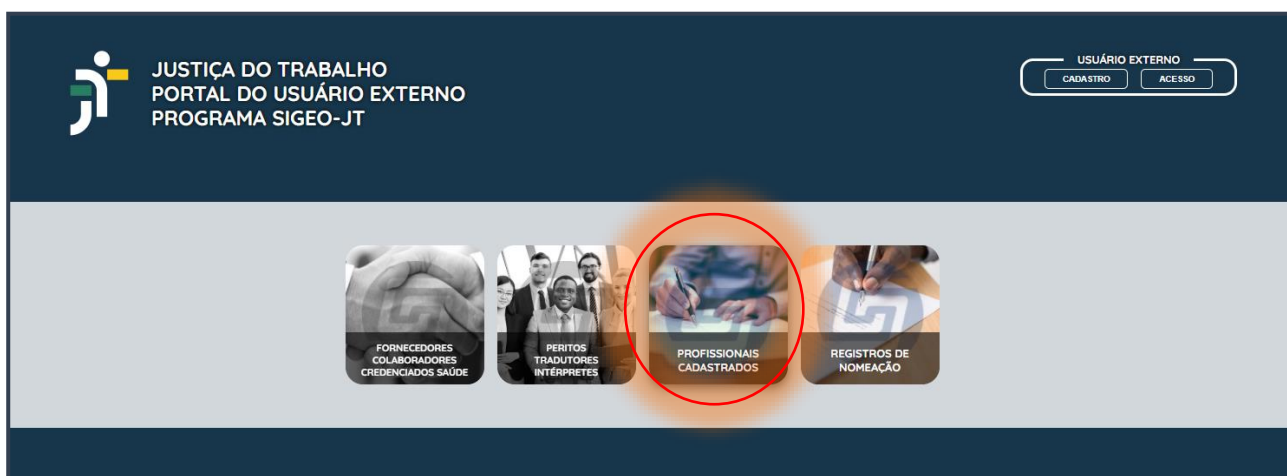 JUSTIÇA DO TRABALHO
PORTAL DO USUÁRIO EXTERNO
PROGRAMA SIGEO-JT
USUÁRIO EXTERNO
CADASTRO ACESSO
FORNECEDORES
COLABORADORES
CREDENCIADOS SAÚDE
PERITOS
TRADUTORES
INTÉRPRETES
PROFISSIONAIS
CADASTRADOS
REGISTROS DE
NOMEAÇÃO